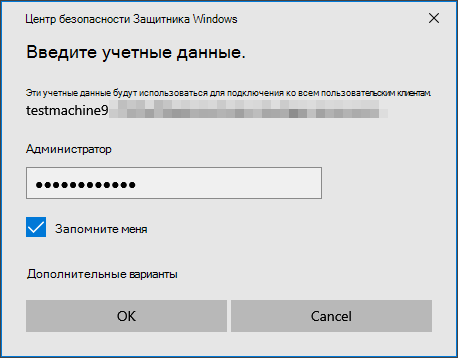 Центр безопасности Защитника Windows
Введите учетные данные.
Эти учетные данные будут использоваться для подключения ко всем пользовательским клиентам.
testmachine9
Администратор
Запомните меня
Дополнительные варианты
OK
Cancel